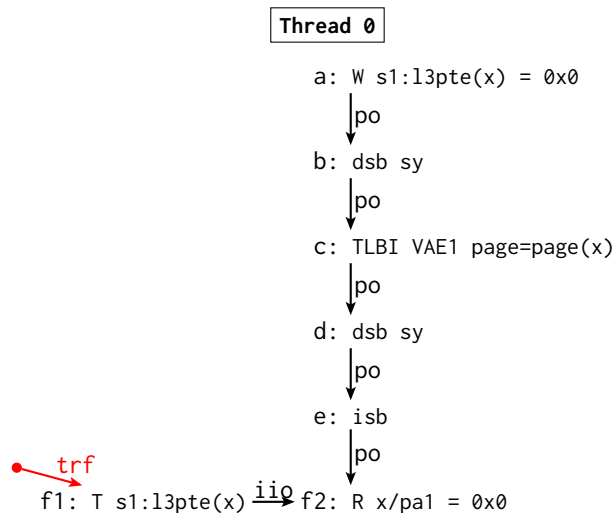 Thread 0
a: W s1:l3pte(x) = 0x0
po
b: dsb sy
po
c: TLBI VAE1 page=page(x)
po
d: dsb sy
po
e: isb
po
trf
f1: T s1:l3pte(x) iio f2: R x/pa1 = 0x0